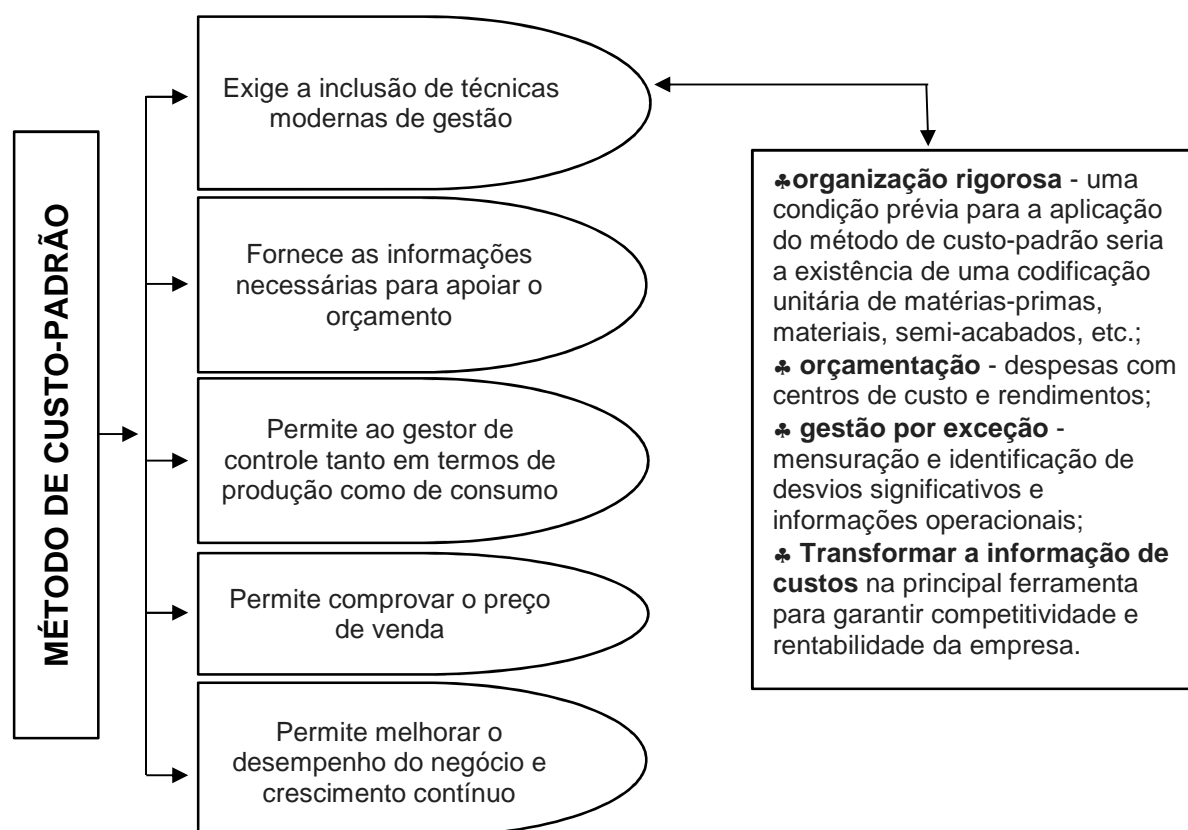 MÉTODO DE CUSTO-PADRÃO
Exige a inclusão de técnicas
modernas de gestão
Fornece as informações
necessárias para apoiar o
orçamento
Permite ao gestor de
controle tanto em termos de
produção como de consumo
Permite comprovar o preço
de venda
Permite melhorar o
desempenho do negócio e
crescimento contínuo
♣organização rigorosa - uma
condição prévia para a aplicação
do método de custo-padrão seria
a existência de uma codificação
unitária de matérias-primas,
materiais, semi-acabados, etc.;
♣ orçamentação - despesas com
centros de custo e rendimentos;
♣ gestão por exceção -
mensuração e identificação de
desvios significativos e
informações operacionais;
♣ Transformar a informação de
custos na principal ferramenta
para garantir competitividade e
rentabilidade da empresa.